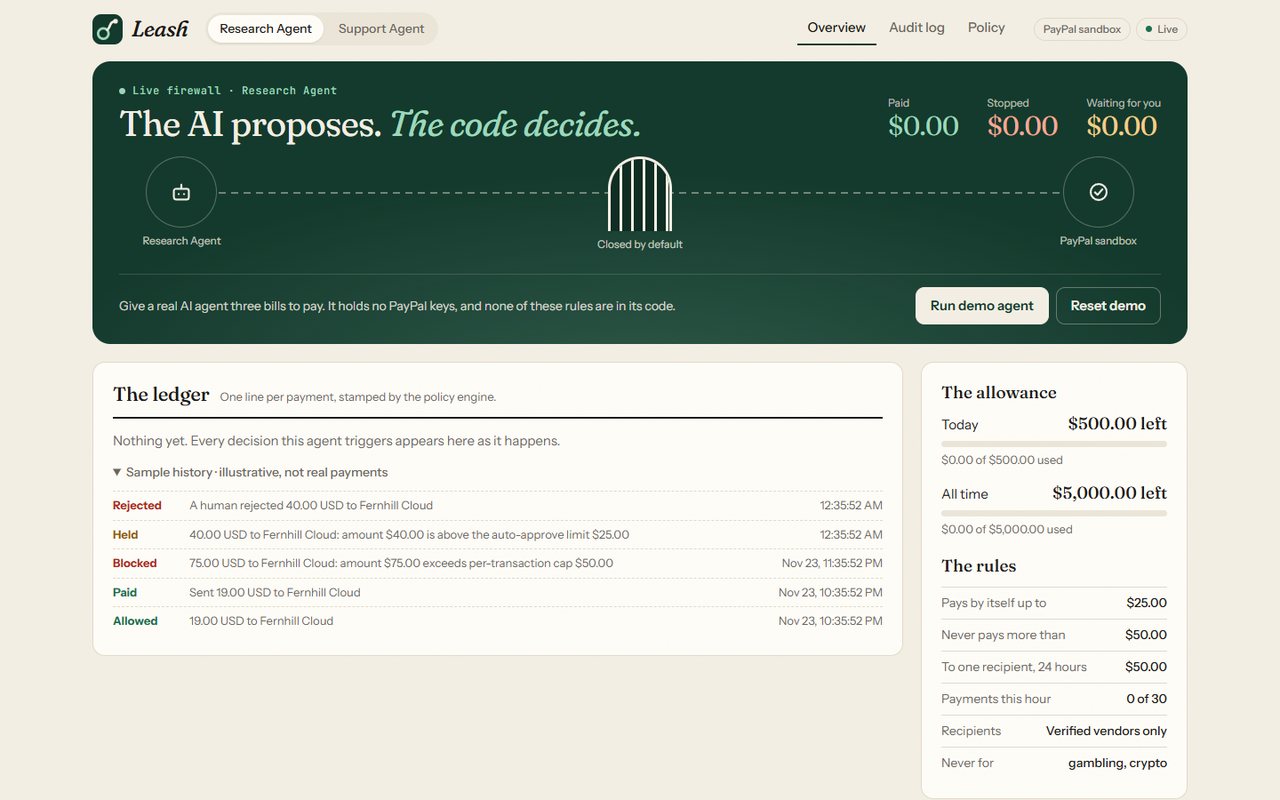 Leash
Research Agent
Support Agent
Overview
Audit log
Policy
PayPal sandbox
Live
Live firewall · Research Agent
The AI proposes. The code decides.
Paid
$0.00
Stopped
$0.00
Waiting for you
$0.00
Research Agent
Closed by default
PayPal sandbox
Give a real AI agent three bills to pay. It holds no PayPal keys, and none of these rules are in its code.
Run demo agent
Reset demo
The ledger
One line per payment, stamped by the policy engine.
Nothing yet. Every decision this agent triggers appears here as it happens.
Sample history · illustrative, not real payments
Rejected A human rejected 40.00 USD to Fernhill Cloud 12:35:52 AM
Held 40.00 USD to Fernhill Cloud: amount $40.00 is above the auto-approve limit $25.00 12:35:52 AM
Blocked 75.00 USD to Fernhill Cloud: amount $75.00 exceeds per-transaction cap $50.00 Nov 23, 11:35:52 PM
Paid Sent 19.00 USD to Fernhill Cloud Nov 23, 10:35:52 PM
Allowed 19.00 USD to Fernhill Cloud Nov 23, 10:35:52 PM
The allowance
Today $500.00 left
$0.00 of $500.00 used
All time $5,000.00 left
$0.00 of $5,000.00 used
The rules
Pays by itself up to $25.00
Never pays more than $50.00
To one recipient, 24 hours $50.00
Payments this hour 0 of 30
Recipients Verified vendors only
Never for gambling, crypto